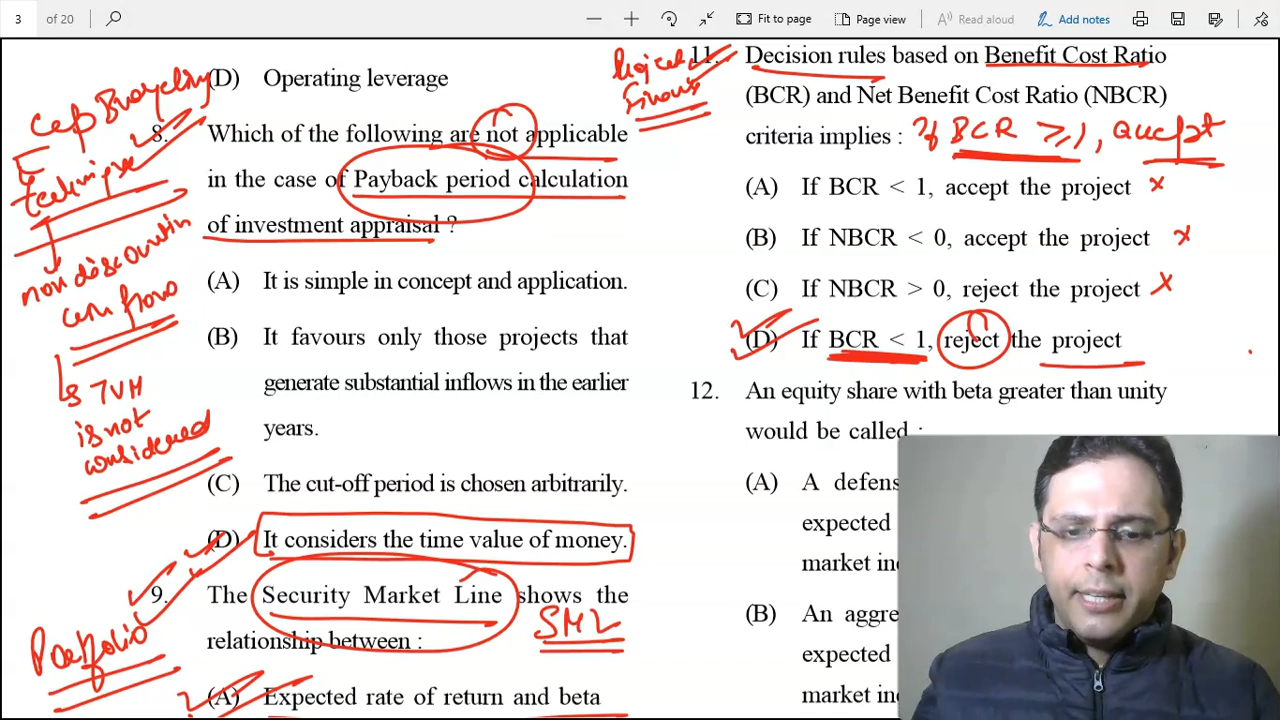 3 of 20
Fit to page
Page view
Read aloud
Add notes
(D) Operating leverage
Cap Budgeting
technique
non discounting
cash flows
is not
considered
8. Which of the following are not applicable
in the case of Payback period calculation
of investment appraisal ?
(A) It is simple in concept and application.
(B) It favours only those projects that
generate substantial inflows in the earlier
years.
(C) The cut-off period is chosen arbitrarily.
(D) It considers the time value of money.
Portfolio
9. The Security Market Line shows the
relationship between :
SML
(A) Expected rate of return and beta
Project
Finance
11. Decision rules based on Benefit Cost Ratio
(BCR) and Net Benefit Cost Ratio (NBCR)
criteria implies : If BCR ≥ 1, Accept
(A) If BCR < 1, accept the project x
(B) If NBCR < 0, accept the project x
(C) If NBCR > 0, reject the project x
(D) If BCR < 1, reject the project
12. An equity share with beta greater than unity
would be called :
(A) A defens
expected
market in
(B) An aggre
expected
market in